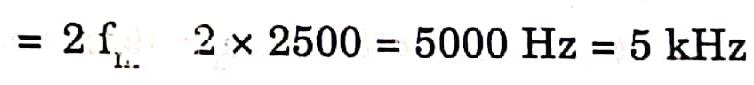 = 2 f 2 × 2500 = 5000 Hz = 5 kHz